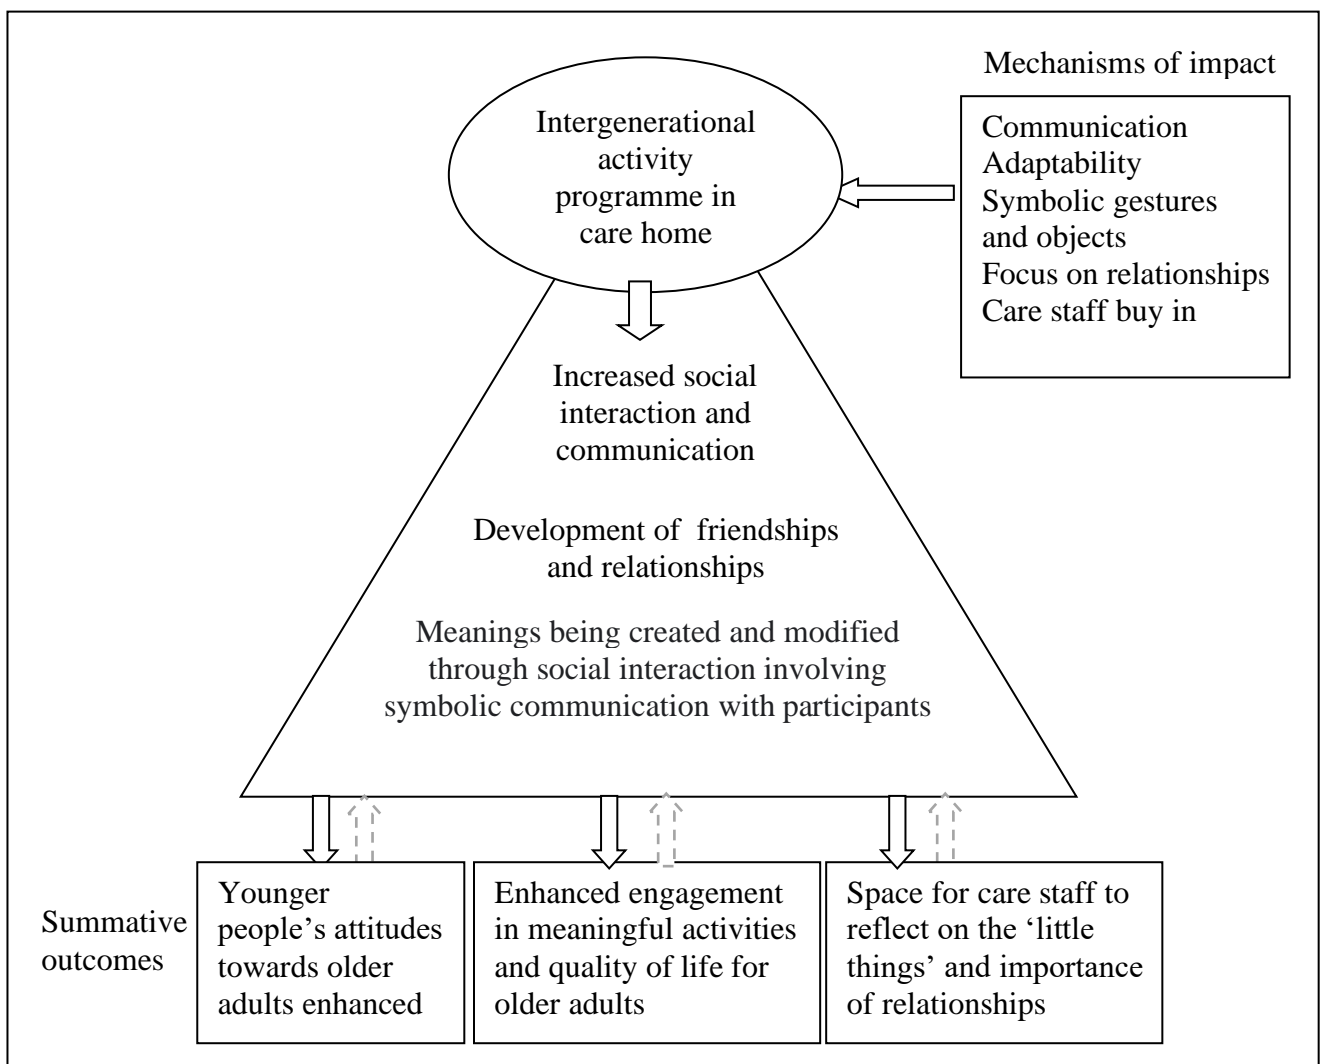 Mechanisms of impact
Intergenerational
activity
programme in
care home
Communication
Adaptability
Symbolic gestures
and objects
Focus on relationships
Care staff buy in
Increased social
interaction and
communication
Development of  friendships
and relationships
Meanings being created and modified
through social interaction involving
symbolic communication with participants
Summative
outcomes
Younger
people’s attitudes
towards older
adults enhanced
Enhanced engagement
in meaningful activities
and quality of life for
older adults
Space for care staff to
reflect on the ‘little
things’ and importance
of relationships